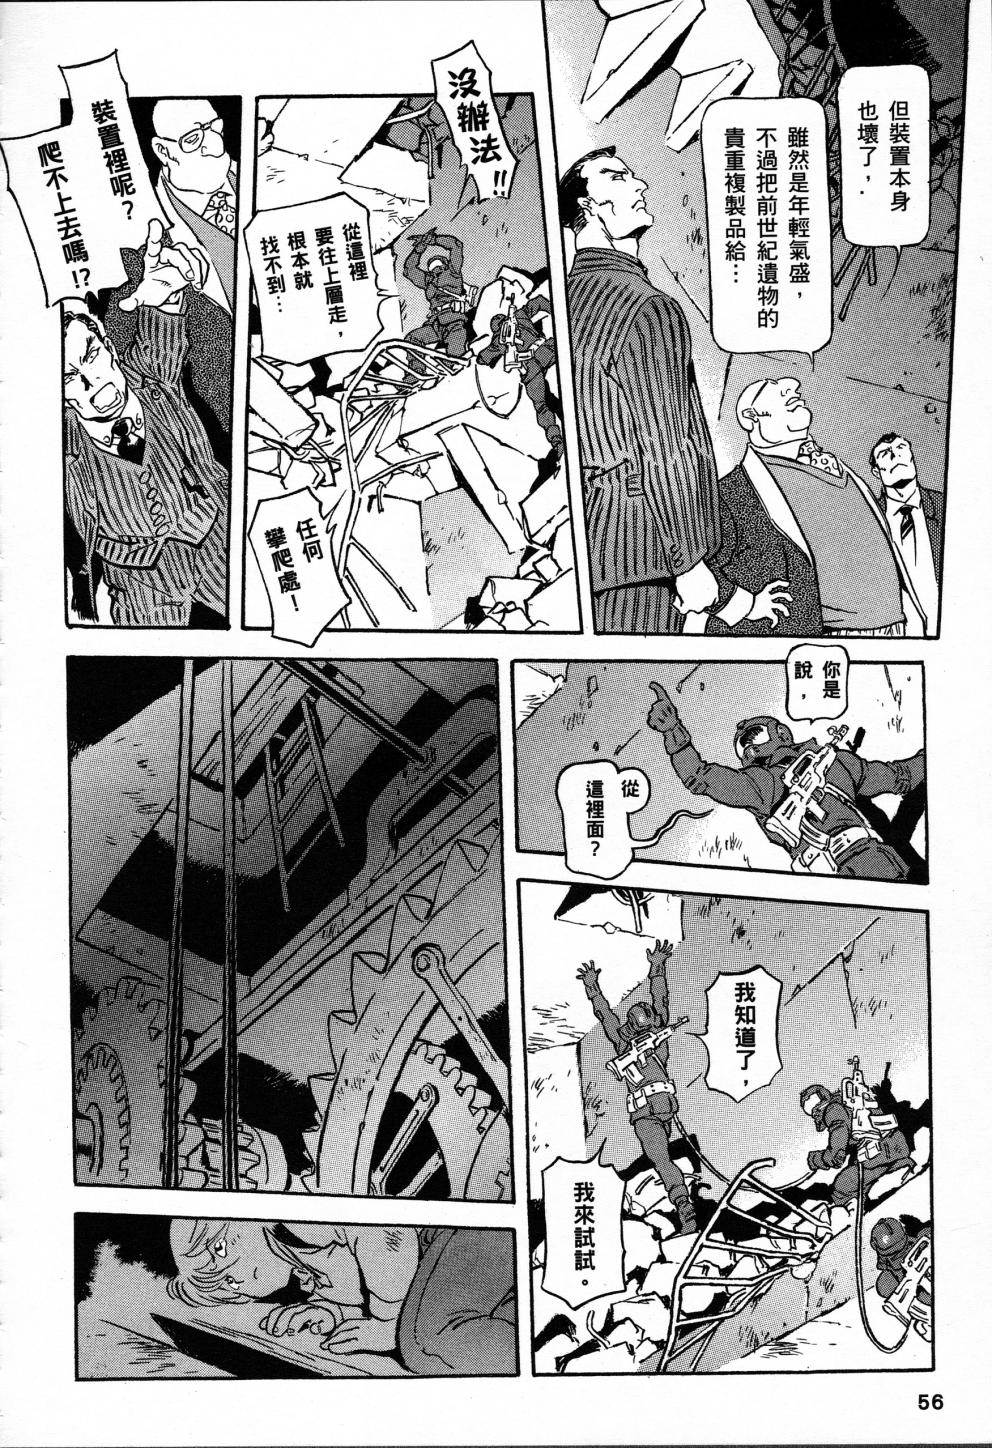 但裝置本身
也壞了，．
雖然是年輕氣盛，
不過把前世紀遺物的
貴重複製品給…
沒辦法!!
從這裡
要往上層走，
根本就
找不到…
任何
攀爬處！
裝置裡呢？
爬不上去嗎!?
你是
說，
從
這裡面？
我知道了，
我來試試。
56